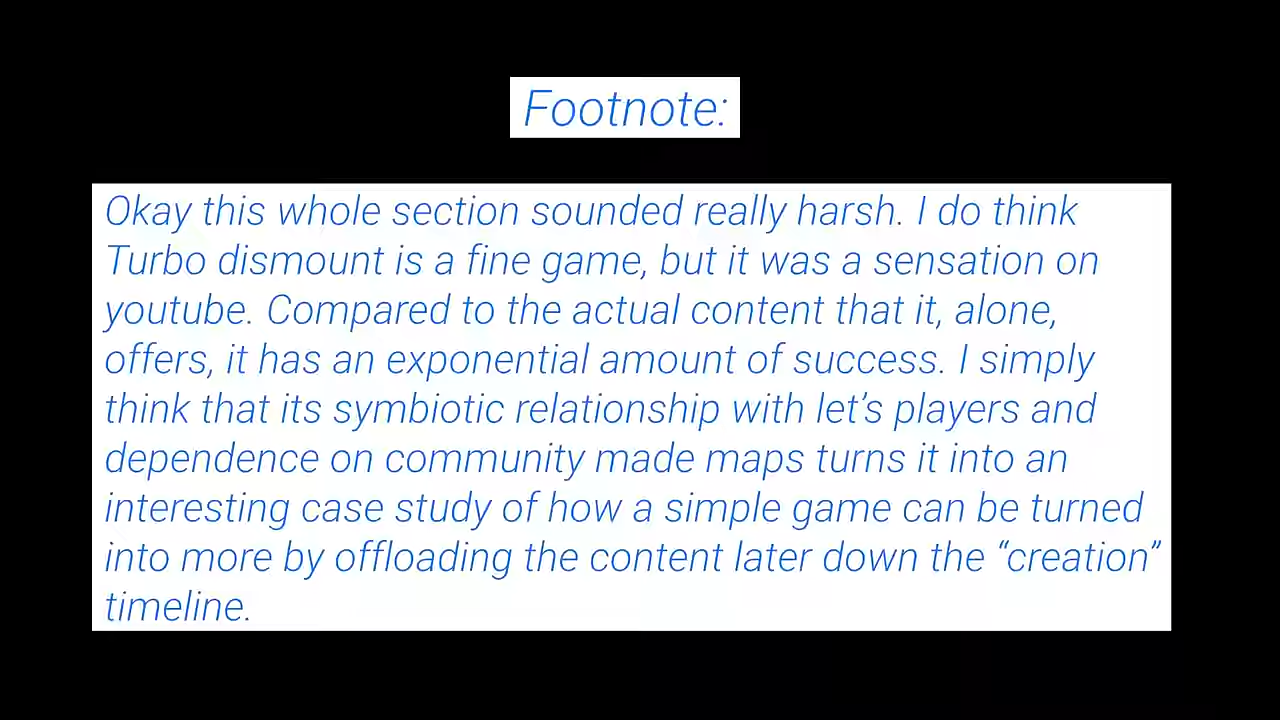 Footnote:
Okay this whole section sounded really harsh. I do think
Turbo dismount is a fine game, but it was a sensation on
youtube. Compared to the actual content that it, alone,
offers, it has an exponential amount of success. I simply
think that its symbiotic relationship with let’s players and
dependence on community made maps turns it into an
interesting case study of how a simple game can be turned
into more by offloading the content later down the “creation”
timeline.